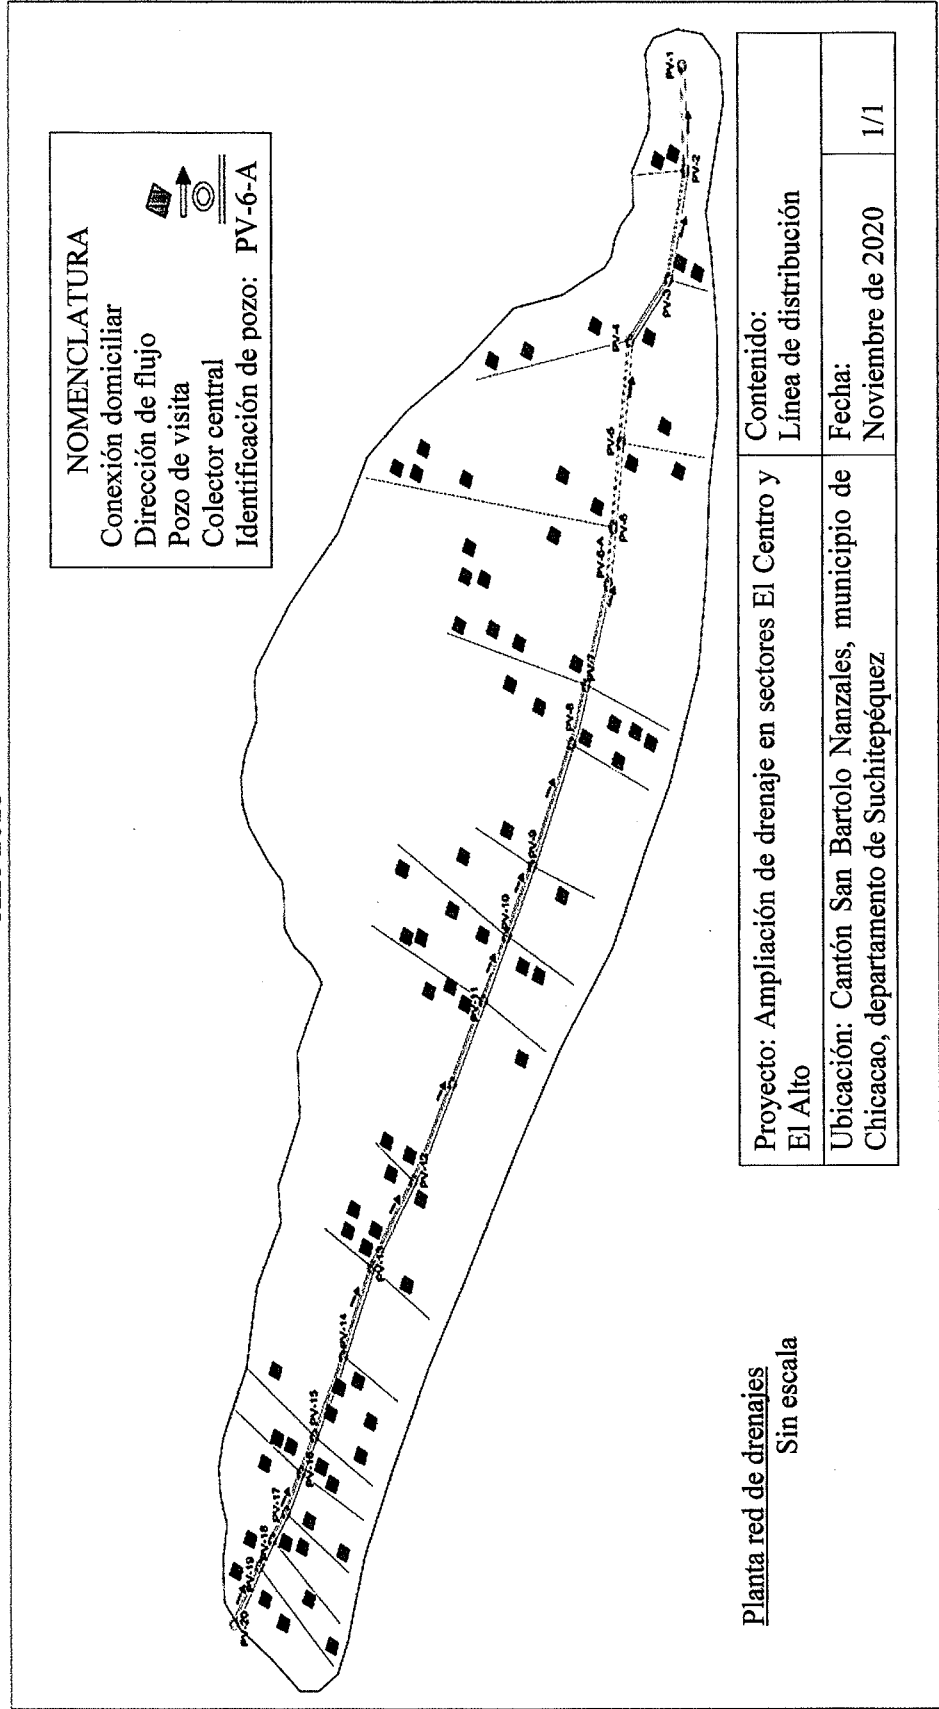 NOMENCLATURA
Conexión domiciliar
Dirección de flujo
Pozo de visita
Colector central
Identificación de pozo: PV-6-A
PV-20
PV-19
PV-18
PV-17
PV-16
PV-15
PV-14
PV-13
PV-12
PV-11
PV-10
PV-9
PV-8
PV-7
PV-6-A
PV-6
PV-5
PV-4
PV-3
PV-2
PV-1
Planta red de drenajes
Sin escala
Proyecto: Ampliación de drenaje en sectores El Centro y
El Alto
Contenido:
Línea de distribución
Ubicación: Cantón San Bartolo Nanzales, municipio de
Chicacao, departamento de Suchitepéquez
Fecha:
Noviembre de 2020
1/1